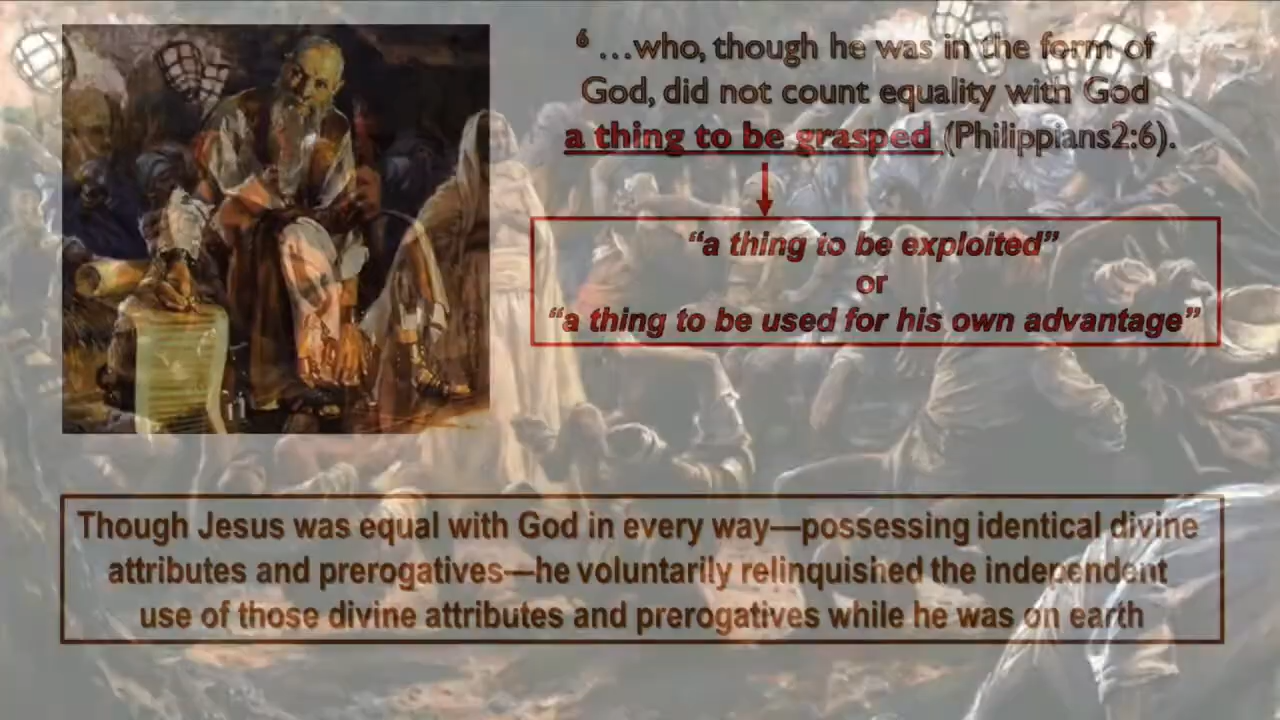 6 …who, though he was in the form of
God, did not count equality with God
a thing to be grasped (Philippians2:6).
“a thing to be exploited”
or
“a thing to be used for his own advantage”
Though Jesus was equal with God in every way—possessing identical divine
attributes and prerogatives—he voluntarily relinquished the independent
use of those divine attributes and prerogatives while he was on earth